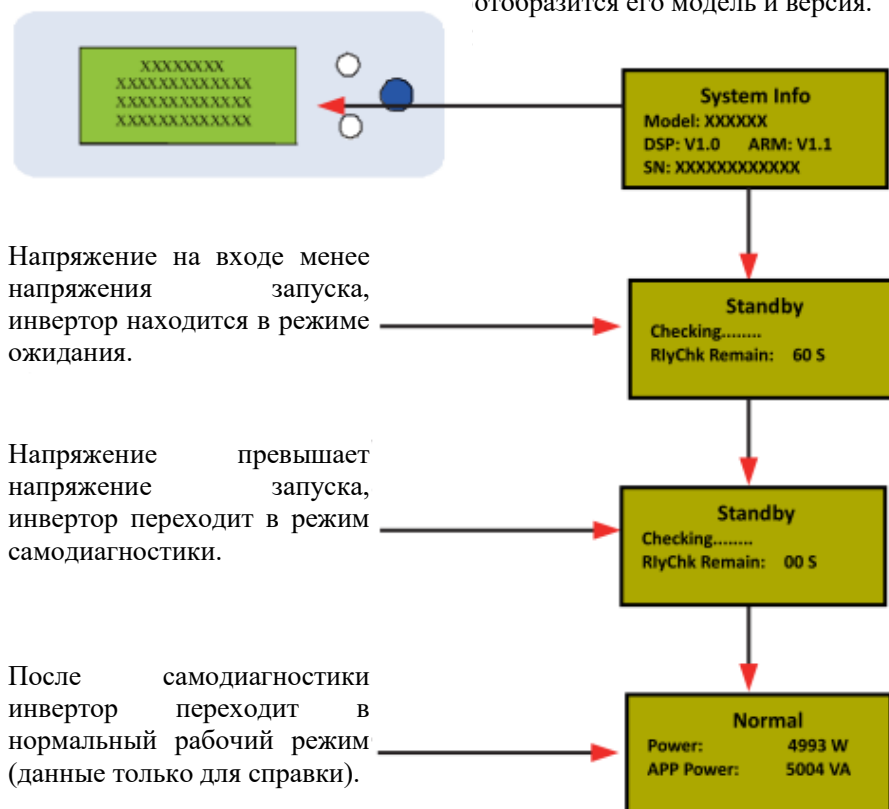 отобразится его модель и версия.
XXXXXXXX
XXXXXXXXXXXXX
XXXXXXXXXXXXX
XXXXXXXXXXXXX
System Info
Model: XXXXXX
DSP: V1.0 ARM: V1.1
SN: XXXXXXXXXXXX
Напряжение на входе менее
напряжения запуска,
инвертор находится в режиме
ожидания.
Standby
Checking........
RlyChk Remain: 60 S
Напряжение превышает
напряжение запуска,
инвертор переходит в режим
самодиагностики.
Standby
Checking........
RlyChk Remain: 00 S
После самодиагностики
инвертор переходит в
нормальный рабочий режим
(данные только для справки).
Normal
Power: 4993 W
APP Power: 5004 VA